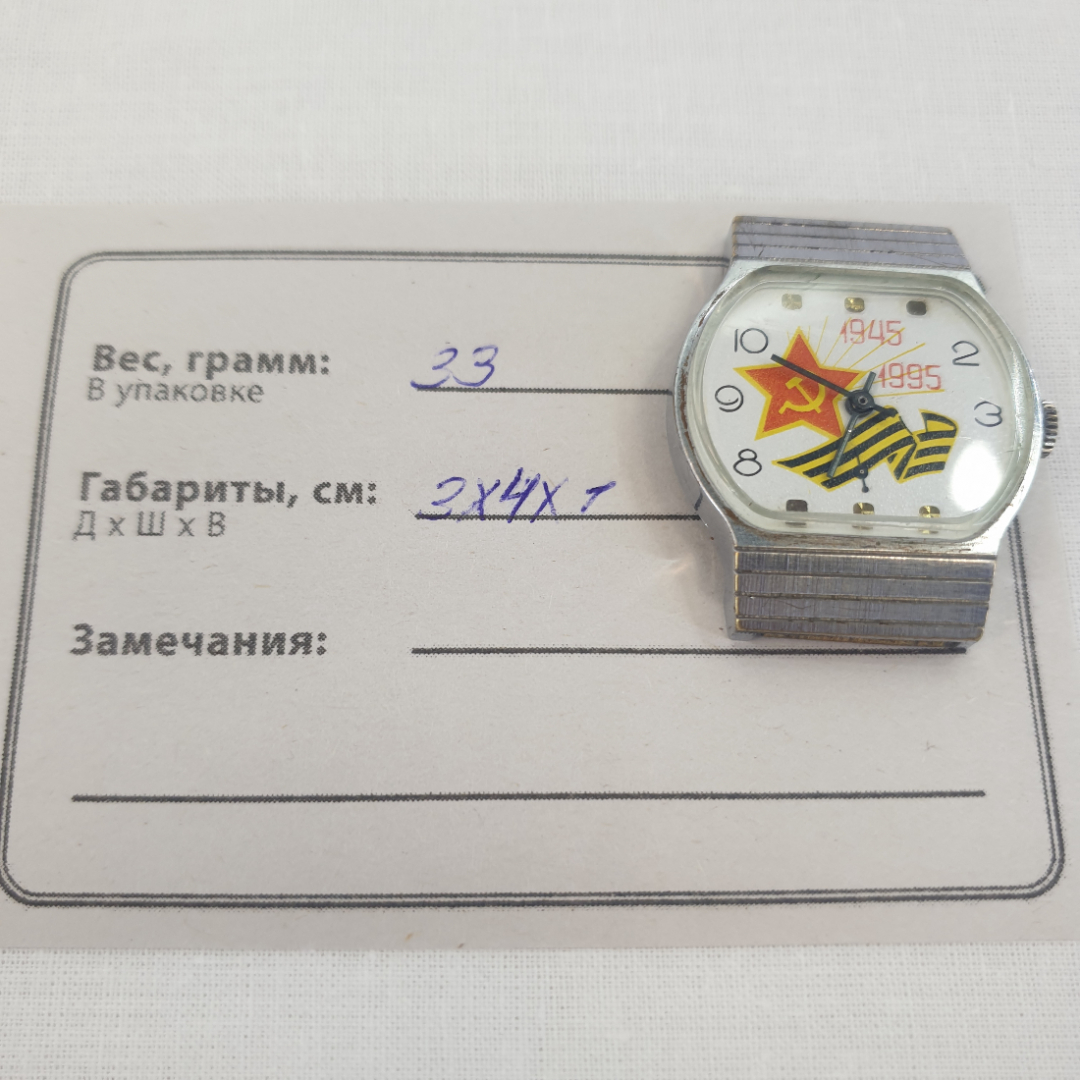 Вес, грамм: 33
В упаковке
Габариты, см: 3х4х1
Д х Ш х В
Замечания:
1945
1995
10
2
9
3
8